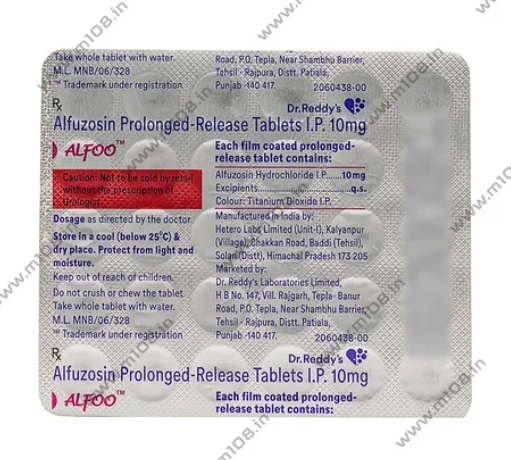 Take whole tablet with water.
M.L. MNB/06/328
™ Trademark under registration
Road, P.O. Tepla, Near Shambhu Barrier,
Tehsil - Rajpura, Distt. Patiala,
Punjab -140 417. 2060438-00
Rx Dr.Reddy's
Alfuzosin Prolonged-Release Tablets I.P. 10mg
ALFOO™
Caution: Not to be sold by retail
without the prescription of
Urologist.
Dosage as directed by the doctor.
Store in a cool (below 25°C) &
dry place. Protect from light and
moisture.
Keep out of reach of children.
Do not crush or chew the tablet.
Take whole tablet with water.
M.L. MNB/06/328
™ Trademark under registration
Each film coated prolonged-
release tablet contains:
Alfuzosin Hydrochloride I.P......10mg
Excipients.................................q.s.
Colour: Titanium Dioxide I.P.
Manufactured in India by:
Hetero Labs Limited (Unit-I), Kalyanpur
(Village), Chakkan Road, Baddi (Tehsil),
Solan (Distt), Himachal Pradesh 173 205
Marketed by:
Dr. Reddy's Laboratories Limited,
H B No. 147, Vill. Rajgarh, Tepla- Banur
Road, P.O. Tepla, Near Shambhu Barrier,
Tehsil - Rajpura, Distt. Patiala,
Punjab -140 417. 2060438-00
Rx Dr.Reddy's
Alfuzosin Prolonged-Release Tablets I.P. 10mg
ALFOO™
Each film coated prolonged-
release tablet contains:
www.m108.in